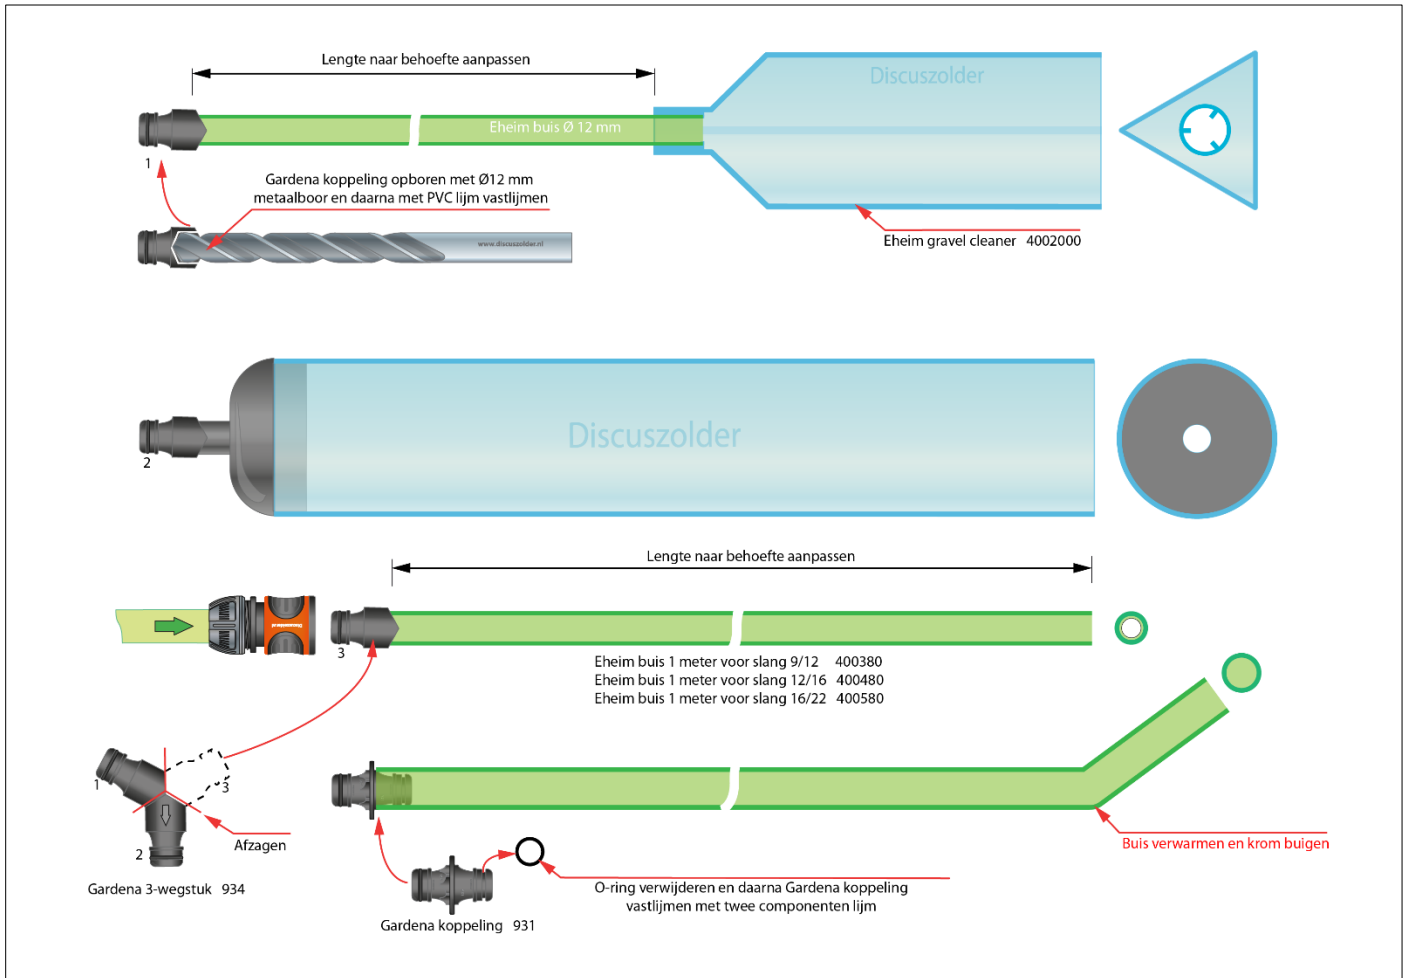 Lengte naar behoefte aanpassen
Discuszolder
Eheim buis Ø 12 mm
1
Gardena koppeling opboren met Ø12 mm
metaalboor en daarna met PVC lijm vastlijmen
www.discuszolder.nl
Eheim gravel cleaner 4002000
Discuszolder
2
Lengte naar behoefte aanpassen
3
Eheim buis 1 meter voor slang 9/12 400380
Eheim buis 1 meter voor slang 12/16 400480
Eheim buis 1 meter voor slang 16/22 400580
1
3
2
Afzagen
Gardena 3-wegstuk 934
Buis verwarmen en krom buigen
O-ring verwijderen en daarna Gardena koppeling
vastlijmen met twee componenten lijm
Gardena koppeling 931